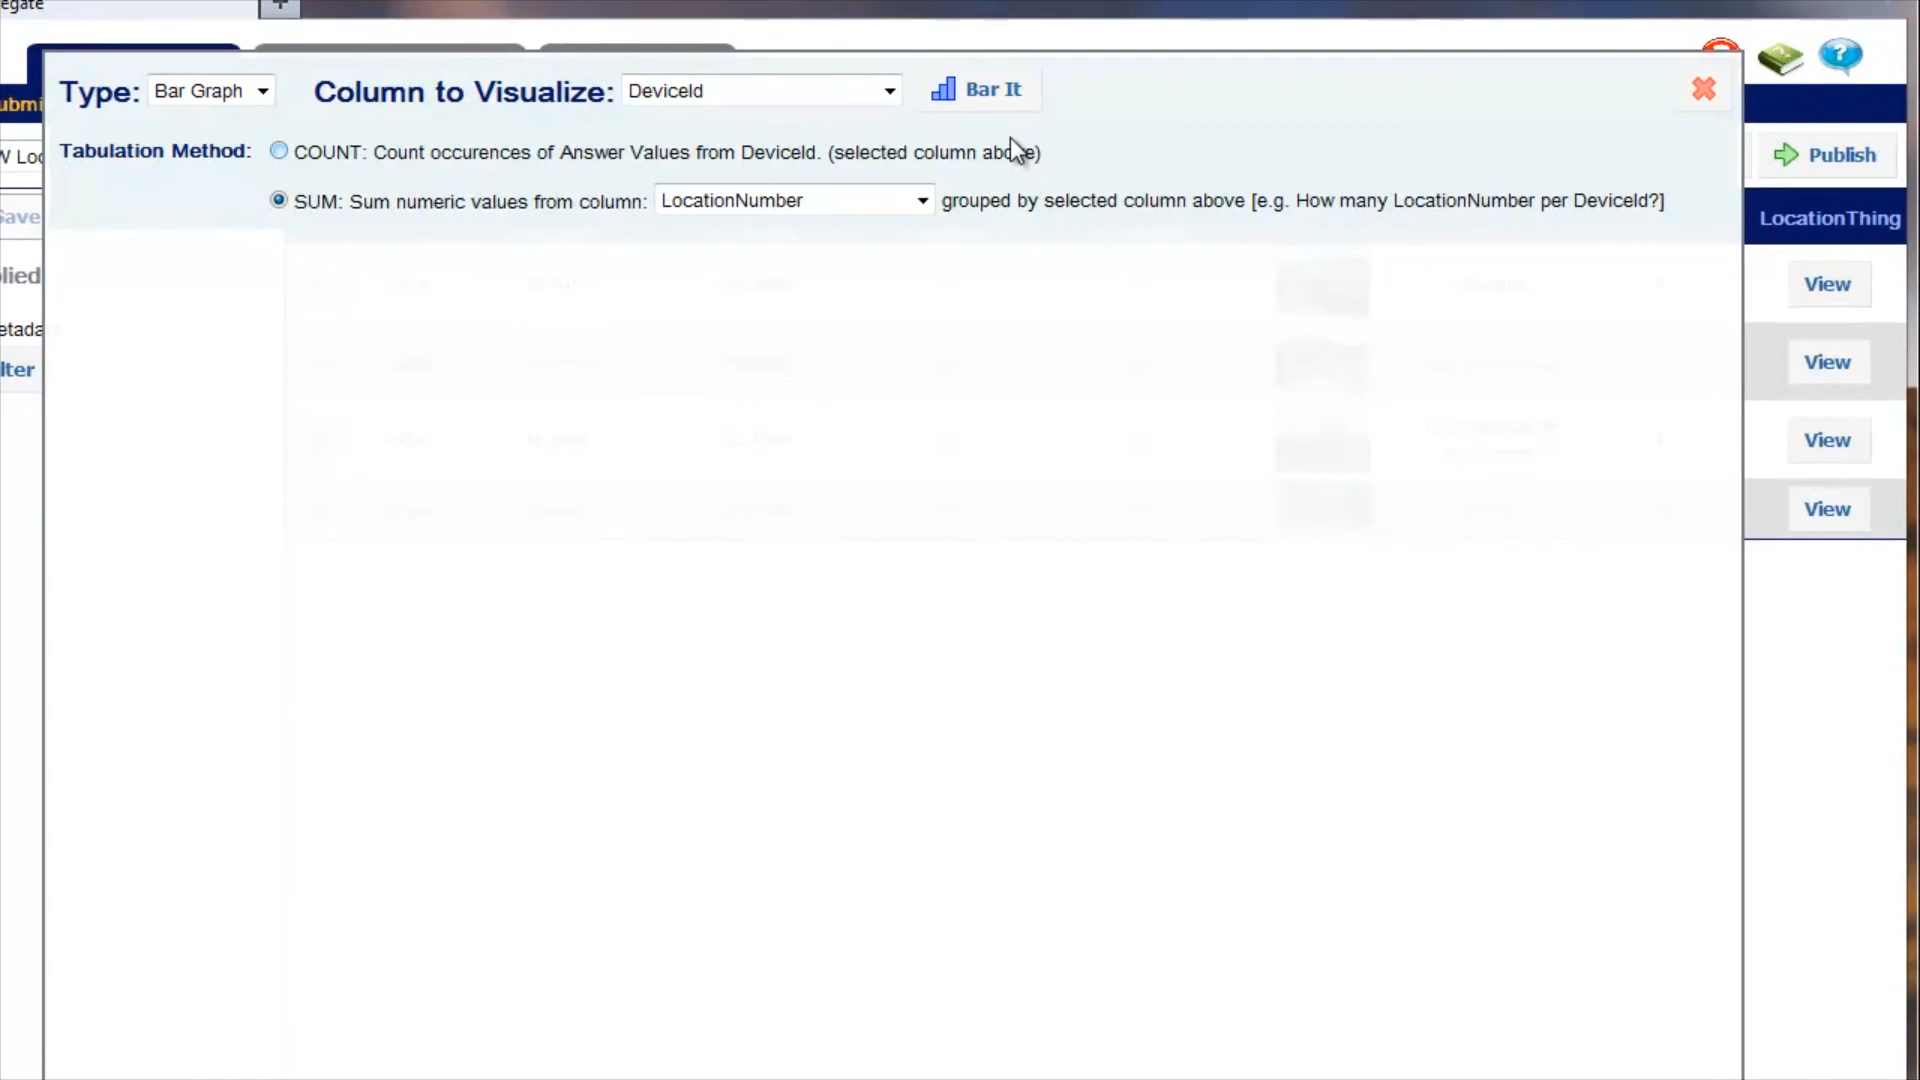 egate
+
Type: Bar Graph Column to Visualize: DeviceId Bar It
ubmi
W Loc
Tabulation Method: COUNT: Count occurences of Answer Values from DeviceId. (selected column above)
Publish
Save
SUM: Sum numeric values from column: LocationNumber grouped by selected column above [e.g. How many LocationNumber per DeviceId?]
LocationThing
plied
View
etada
View
lter
View
View